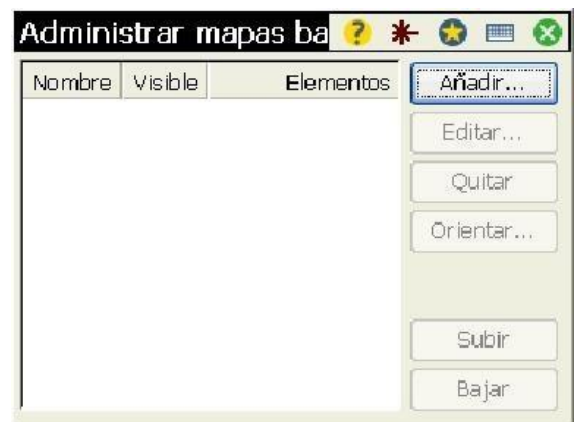 Administrar mapas ba
Nombre Visible Elementos
Añadir...
Editar...
Quitar
Orientar...
Subir
Bajar